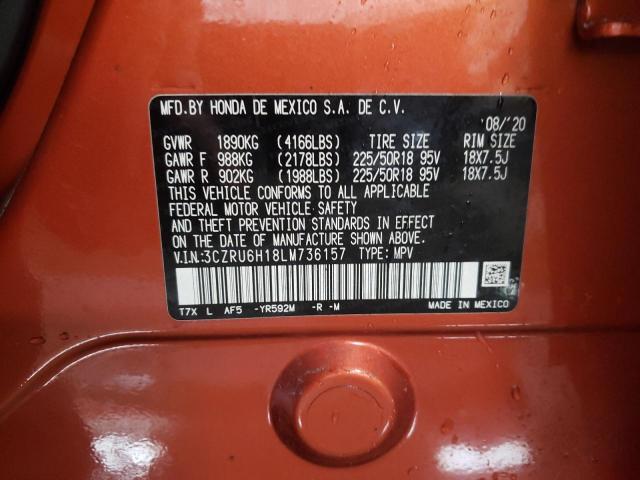 MFD.BY HONDA DE MEXICO S.A. DE C.V.
08/'20
GVWR 1890KG (4166LBS) TIRE SIZE RIM SIZE
GAWR F 988KG (2178LBS) 225/50R18 95V 18X7.5J
GAWR R 902KG (1988LBS) 225/50R18 95V 18X7.5J
THIS VEHICLE CONFORMS TO ALL APPLICABLE
FEDERAL MOTOR VEHICLE SAFETY
AND THEFT PREVENTION STANDARDS IN EFFECT
ON THE DATE OF MANUFACTURE SHOWN ABOVE.
V.I.N:3CZRU6H18LM736157 TYPE: MPV
T7X L AF5 -YR592M -R -M MADE IN MEXICO